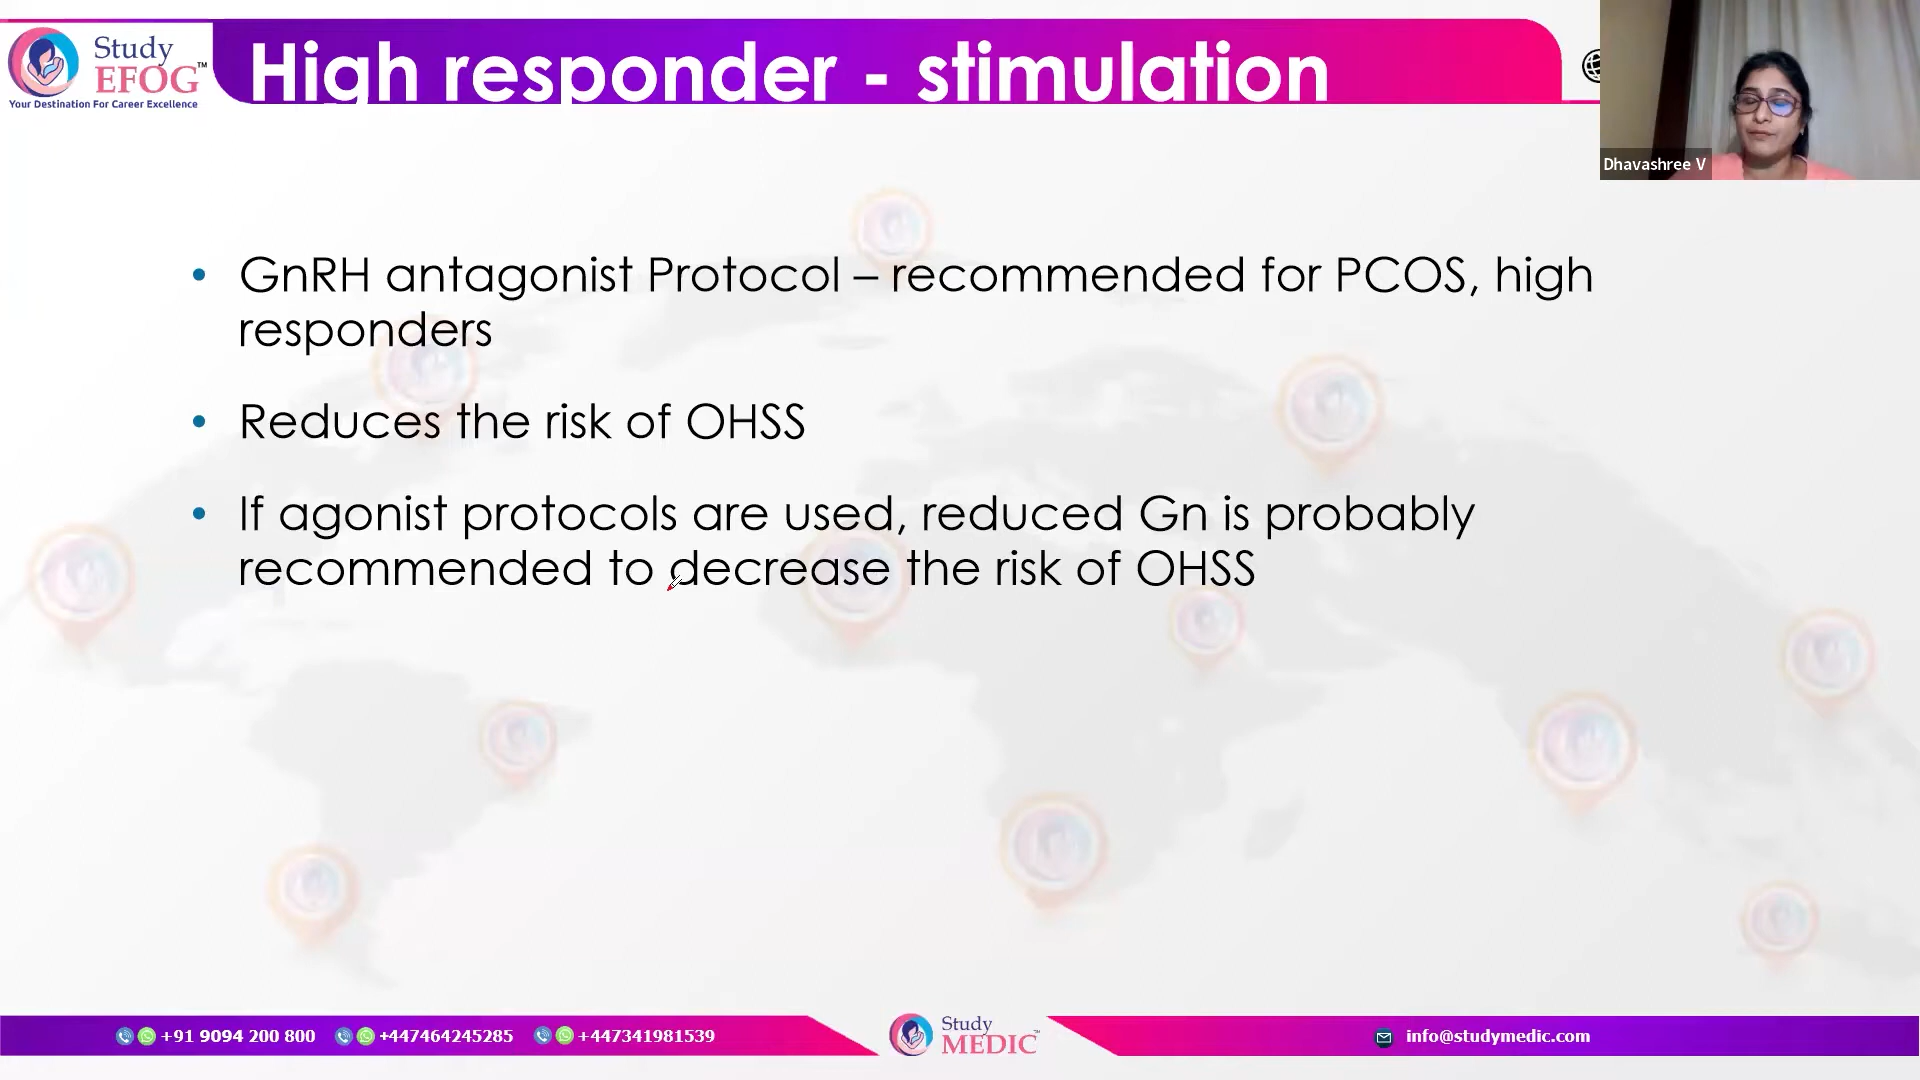 Study
EFOG™
Your Destination For Career Excellence
High responder - stimulation
Dhavashree V
• GnRH antagonist Protocol – recommended for PCOS, high
responders
• Reduces the risk of OHSS
• If agonist protocols are used, reduced Gn is probably
recommended to decrease the risk of OHSS
+91 9094 200 800
+447464245285
+447341981539
Study
MEDIC™
info@studymedic.com